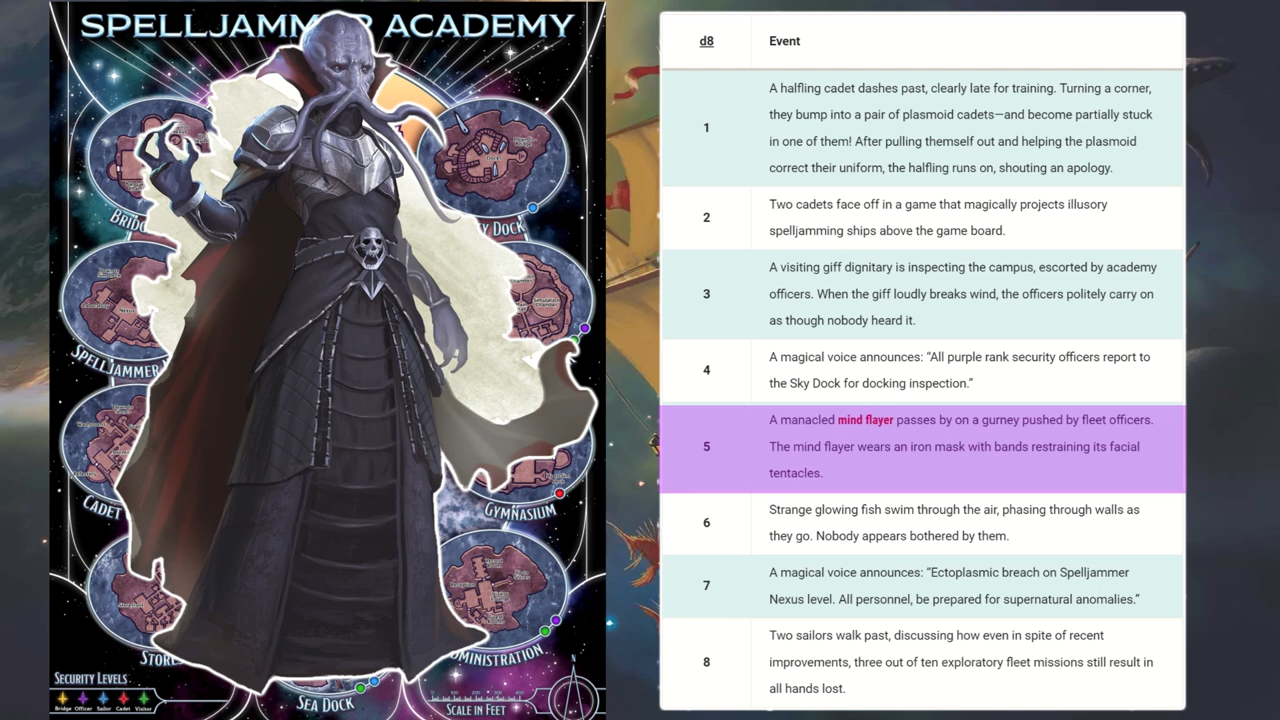 SPELLJAMMER ACADEMY
BRIDG
Y DOCK
SPELLJAMMER
CADET
GYMNASIUM
STORE
DMINISTRATION
SEA DOCK
SECURITY LEVELS
Bridge Officer Sailor Cadet Visitor
SCALE IN FEET
N
d8 Event
1 A halfling cadet dashes past, clearly late for training. Turning a corner,
they bump into a pair of plasmoid cadets—and become partially stuck
in one of them! After pulling themself out and helping the plasmoid
correct their uniform, the halfling runs on, shouting an apology.
2 Two cadets face off in a game that magically projects illusory
spelljamming ships above the game board.
3 A visiting giff dignitary is inspecting the campus, escorted by academy
officers. When the giff loudly breaks wind, the officers politely carry on
as though nobody heard it.
4 A magical voice announces: “All purple rank security officers report to
the Sky Dock for docking inspection.”
5 A manacled mind flayer passes by on a gurney pushed by fleet officers.
The mind flayer wears an iron mask with bands restraining its facial
tentacles.
6 Strange glowing fish swim through the air, phasing through walls as
they go. Nobody appears bothered by them.
7 A magical voice announces: “Ectoplasmic breach on Spelljammer
Nexus level. All personnel, be prepared for supernatural anomalies.”
8 Two sailors walk past, discussing how even in spite of recent
improvements, three out of ten exploratory fleet missions still result in
all hands lost.